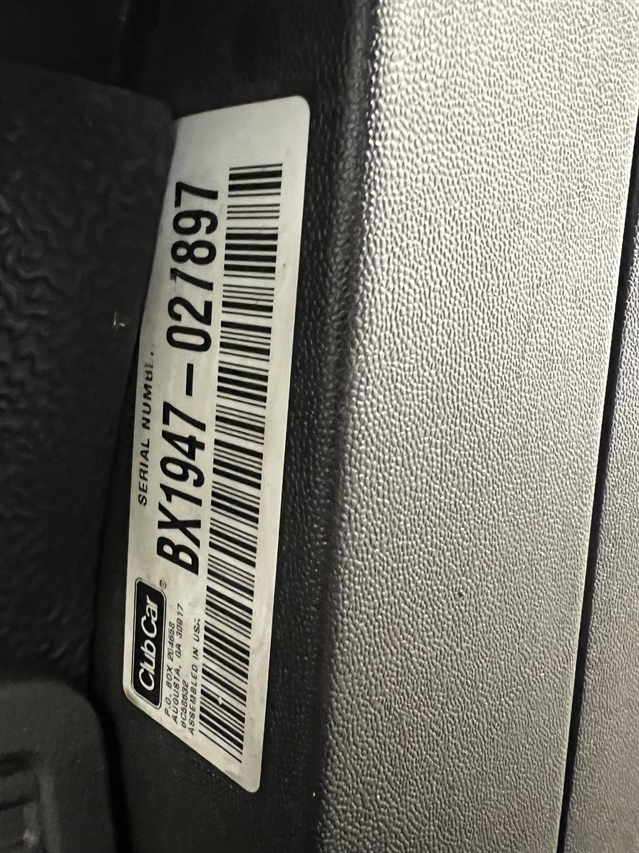 SERIAL NUMBER
BX1947-027897
Club Car®
P.O. BOX 204658
AUGUSTA, GA 30917
ASSEMBLED IN USA